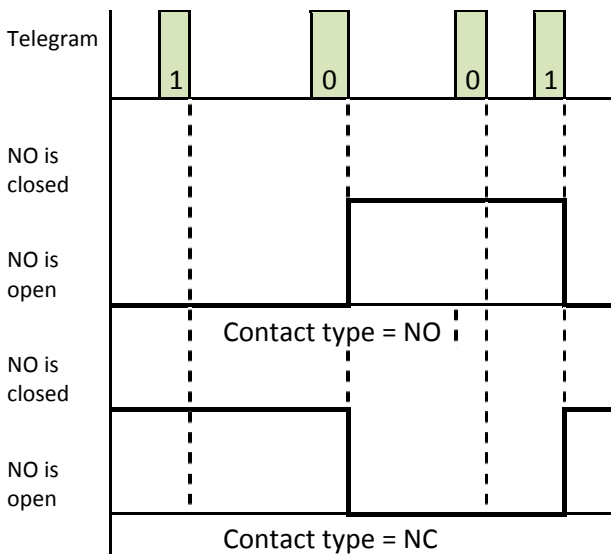 Telegram
1 0 0 1
NO is
closed
NO is
open
Contact type = NO
NO is
closed
NO is
open
Contact type = NC